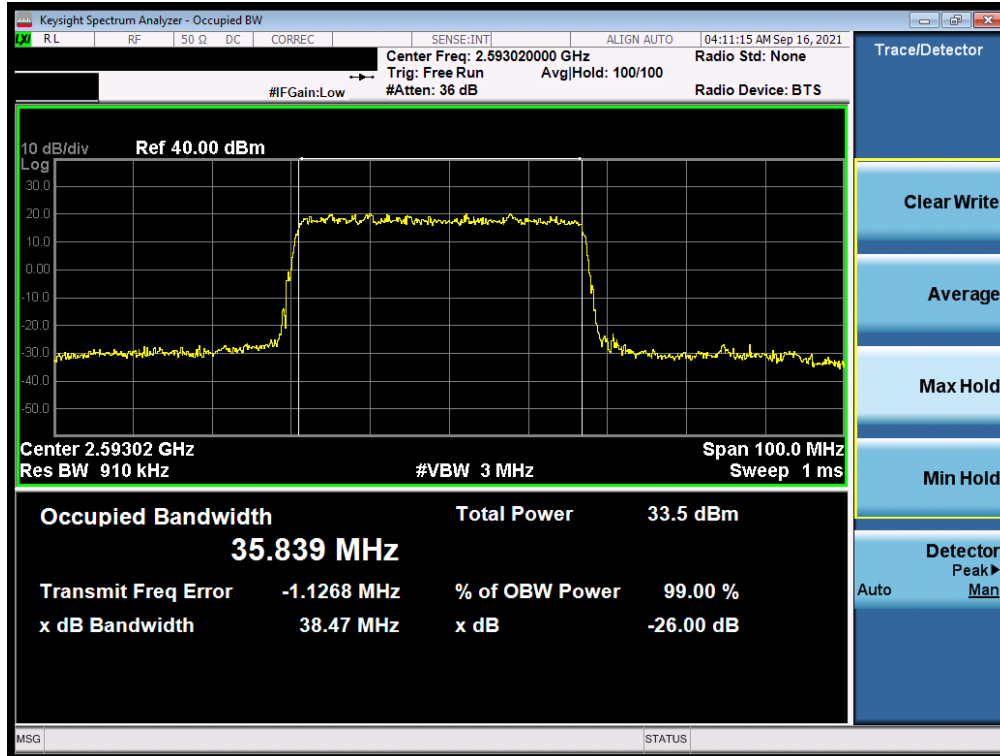 Keysight Spectrum Analyzer - Occupied BW
LXI RL RF 50 Ω DC CORREC SENSE:INT ALIGN AUTO 04:11:15 AM Sep 16, 2021
Center Freq: 2.593020000 GHz Radio Std: None
Trig: Free Run Avg|Hold: 100/100
#IFGain:Low #Atten: 36 dB Radio Device: BTS
10 dB/div Ref 40.00 dBm
Log
30.0
20.0
10.0
0.00
-10.0
-20.0
-30.0
-40.0
-50.0
Center 2.59302 GHz Span 100.0 MHz
Res BW 910 kHz #VBW 3 MHz Sweep 1 ms
Occupied Bandwidth Total Power 33.5 dBm
35.839 MHz
Transmit Freq Error -1.1268 MHz % of OBW Power 99.00 %
x dB Bandwidth 38.47 MHz x dB -26.00 dB
MSG STATUS
Trace/Detector
Clear Write
Average
Max Hold
Min Hold
Detector
Peak▶
Auto Man